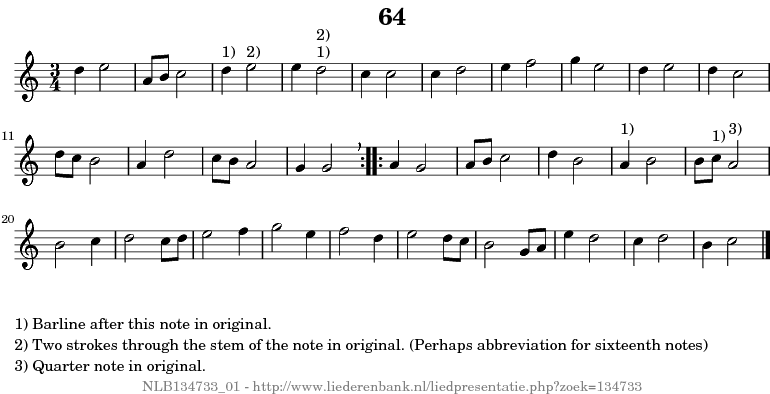 64
2)
1) 2) 1)
3
4
11
1) 1) 3)
20
1) Barline after this note in original.
2) Two strokes through the stem of the note in original. (Perhaps abbreviation for sixteenth notes)
3) Quarter note in original.
NLB134733_01 - http://www.liederenbank.nl/liedpresentatie.php?zoek=134733